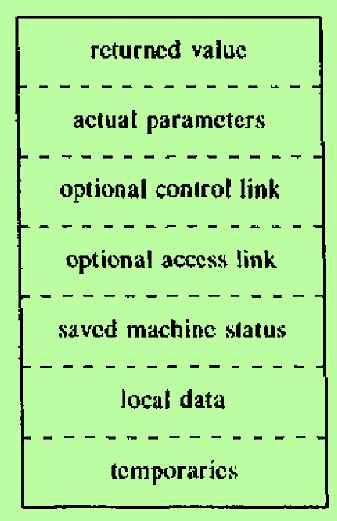 returned value
actual parameters
optional control link
optional access link
saved machine status
local data
temporaries